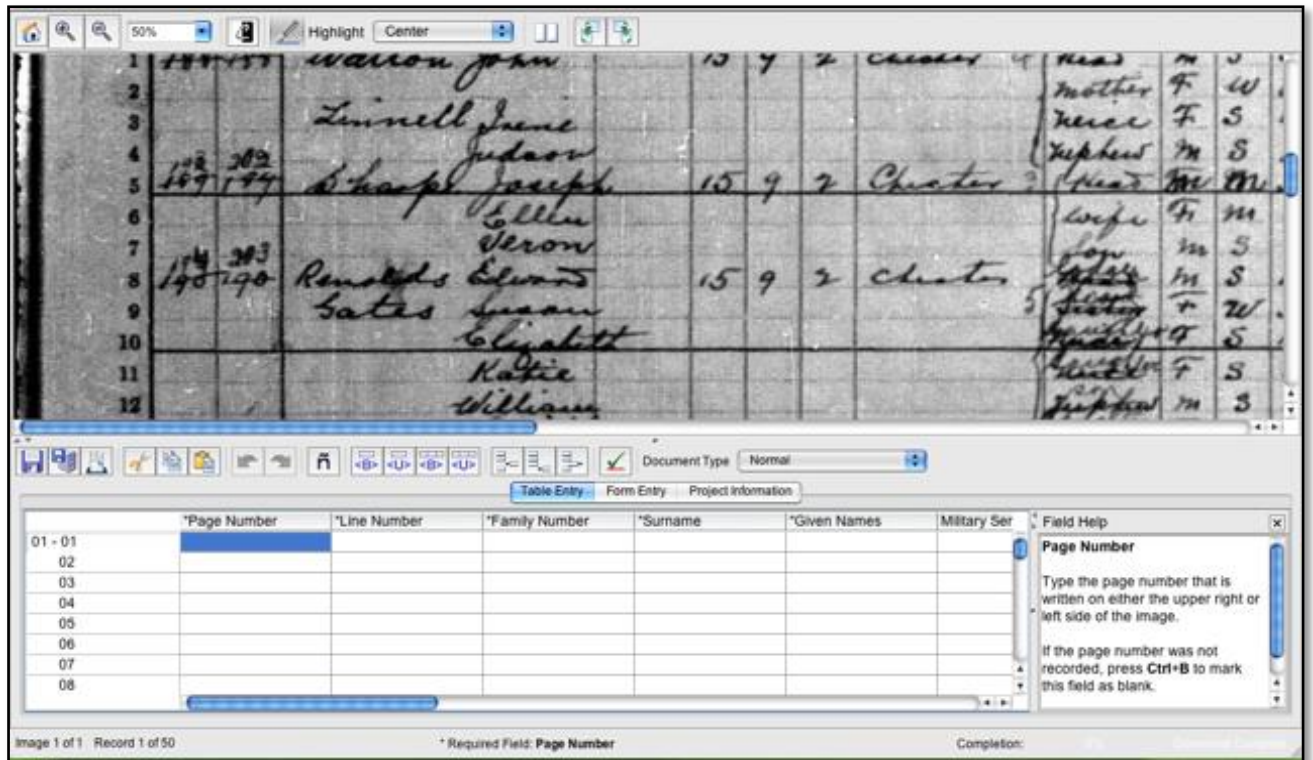 50% Highlight Center
1 John 15 9 2 Chester Head m S
2 mother F W
3 Linnell Irene F S
4 Judson nephew m S
5 Joseph 15 9 2 Chester Head m m
6 Ellen wife F m
7 Veron Son m S
8 Edward 15 9 2 Chester m S
9 Gates Susan F W
10 Elizabeth F S
11 Katie F S
12 William m S
Document Type Normal
Table Entry Form Entry Project Information
*Page Number *Line Number *Family Number *Surname *Given Names Military Ser Field Help
01 - 01
02
03
04
05
06
07
08
Page Number
Type the page number that is
written on either the upper right or
left side of the image.
If the page number was not
recorded, press Ctrl+B to mark
this field as blank.
Image 1 of 1 Record 1 of 50 * Required Field: Page Number Completion: